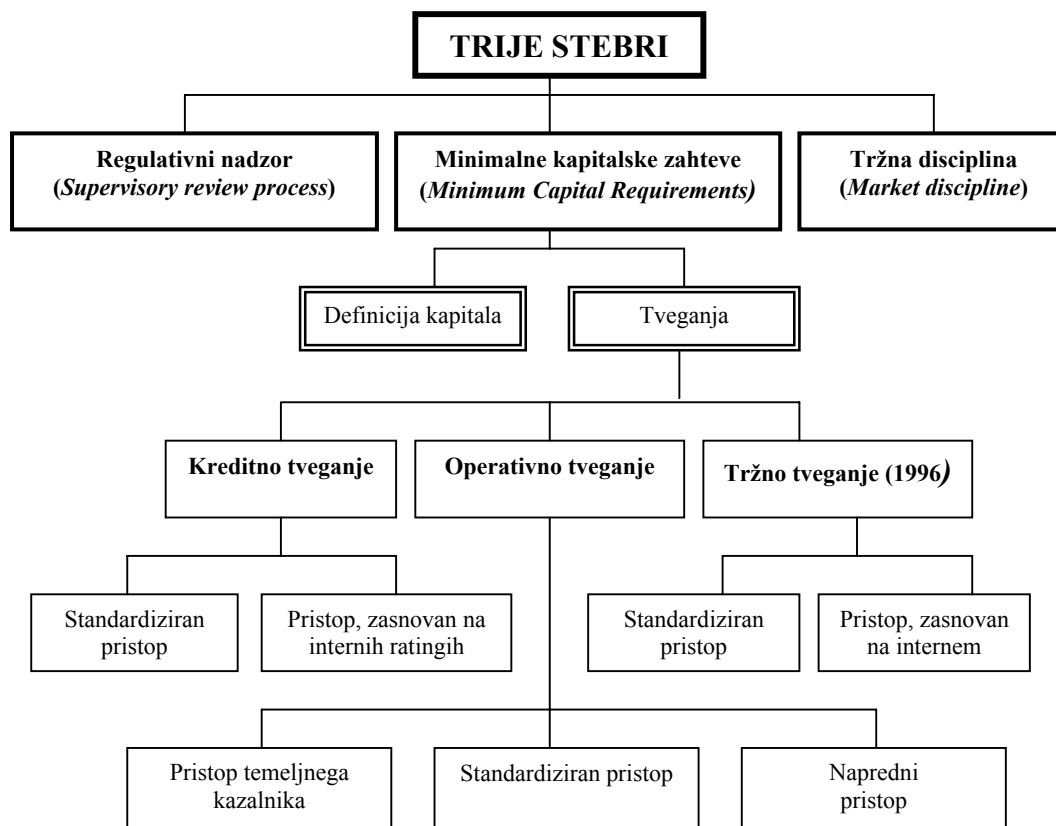 TRIJE STEBRI
Regulativni nadzor
(Supervisory review process)
Minimalne kapitalske zahteve
(Minimum Capital Requirements)
Tržna disciplina
(Market discipline)
Definicija kapitala
Tveganja
Kreditno tveganje
Operativno tveganje
Tržno tveganje (1996)
Standardiziran
pristop
Pristop, zasnovan na
internih ratingih
Standardiziran
pristop
Pristop, zasnovan
na internem
Pristop temeljnega
kazalnika
Standardiziran pristop
Napredni
pristop